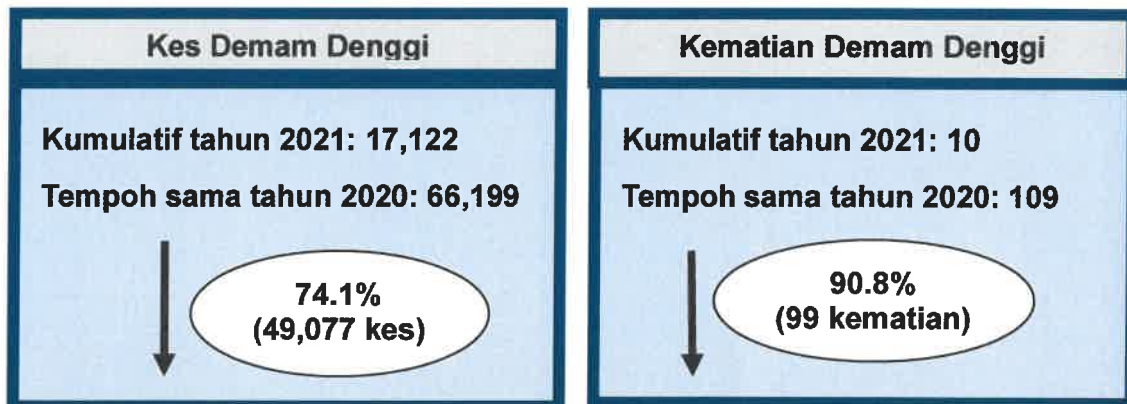 Kes Demam Denggi
Kumulatif tahun 2021: 17,122
Tempoh sama tahun 2020: 66,199
74.1%
(49,077 kes)
Kematian Demam Denggi
Kumulatif tahun 2021: 10
Tempoh sama tahun 2020: 109
90.8%
(99 kematian)